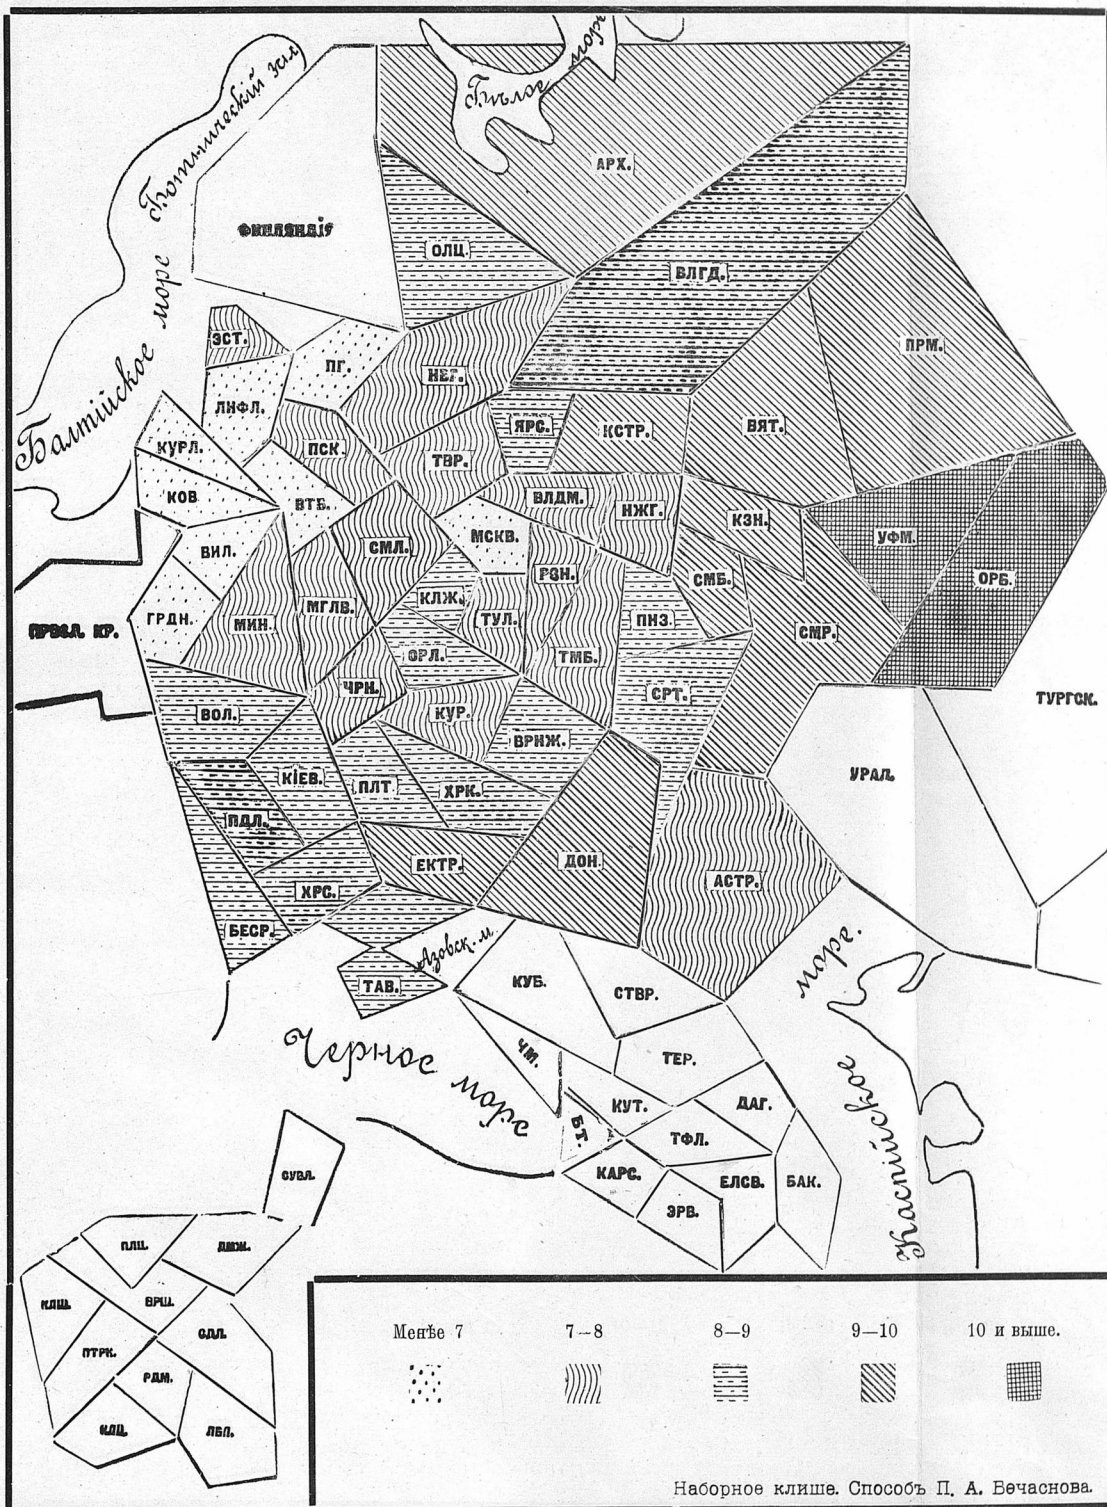 Ботническій зал.
Бѣлое море
АРХ.
ФИНЛЯНДІЯ
ОЛЦ.
ВЛГД.
Балтійское море
ЭСТ.
ПГ.
НВГ.
ПРМ.
ЛИФЛ.
КУРЛ.
ПСК.
ТВР.
ЯРС.
КСТР.
ВЯТ.
КОВ
ВТБ.
ВЛДМ.
НЖГ.
КЗН.
УФМ.
ВИЛ.
СМЛ.
МСКВ.
РЗН.
СМБ.
ОРБ.
ГРДН.
МИН.
МГЛВ.
КЛЖ.
ТУЛ.
ПНЗ.
СМР.
ПРВСЛ. КР.
ОРЛ.
ТМБ.
ЧРН.
СРТ.
ТУРГСК.
ВОЛ.
КУР.
ВРНЖ.
КІЕВ.
ПЛТ.
ХРК.
УРАЛ.
ПДЛ.
ЕКТР.
ДОН.
АСТР.
ХРС.
БЕСР.
Азовск. м.
ТАВ.
КУБ.
СТВР.
Черное море
ЧМ.
ТЕР.
Каспійское море.
КУТ.
ДАГ.
БТ.
ТФЛ.
КАРС.
ЕЛСВ.
БАК.
ЭРВ.
СУВЛ.
ПЛЦ.
ЛМЖ.
КЛШ.
ВРШ.
СДЛ.
ПТРК.
РДМ.
КЛЦ.
ЛБЛ.
Менѣе 7 7—8 8—9 9—10 10 и выше.
Наборное клише. Способъ П. А. Вечаснова.